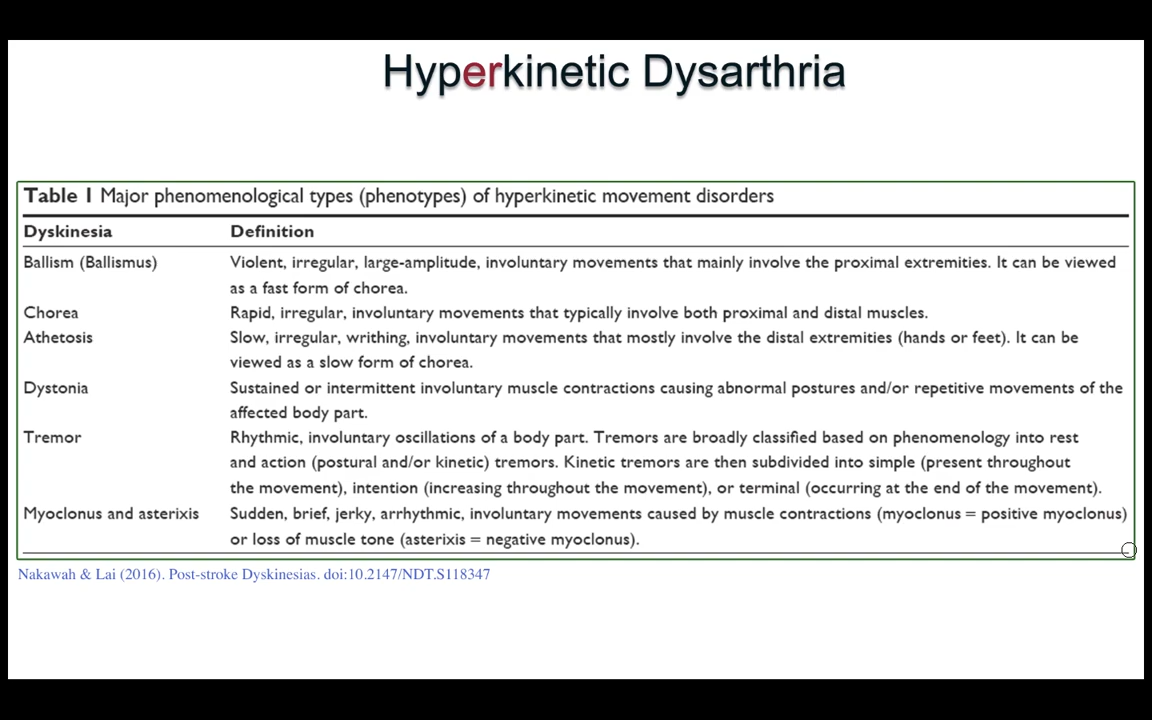 Hyperkinetic Dysarthria
Table 1 Major phenomenological types (phenotypes) of hyperkinetic movement disorders
Dyskinesia Definition
Ballism (Ballismus) Violent, irregular, large-amplitude, involuntary movements that mainly involve the proximal extremities. It can be viewed
as a fast form of chorea.
Chorea Rapid, irregular, involuntary movements that typically involve both proximal and distal muscles.
Athetosis Slow, irregular, writhing, involuntary movements that mostly involve the distal extremities (hands or feet). It can be
viewed as a slow form of chorea.
Dystonia Sustained or intermittent involuntary muscle contractions causing abnormal postures and/or repetitive movements of the
affected body part.
Tremor Rhythmic, involuntary oscillations of a body part. Tremors are broadly classified based on phenomenology into rest
and action (postural and/or kinetic) tremors. Kinetic tremors are then subdivided into simple (present throughout
the movement), intention (increasing throughout the movement), or terminal (occurring at the end of the movement).
Myoclonus and asterixis Sudden, brief, jerky, arrhythmic, involuntary movements caused by muscle contractions (myoclonus = positive myoclonus)
or loss of muscle tone (asterixis = negative myoclonus).
Nakawah & Lai (2016). Post-stroke Dyskinesias. doi:10.2147/NDT.S118347